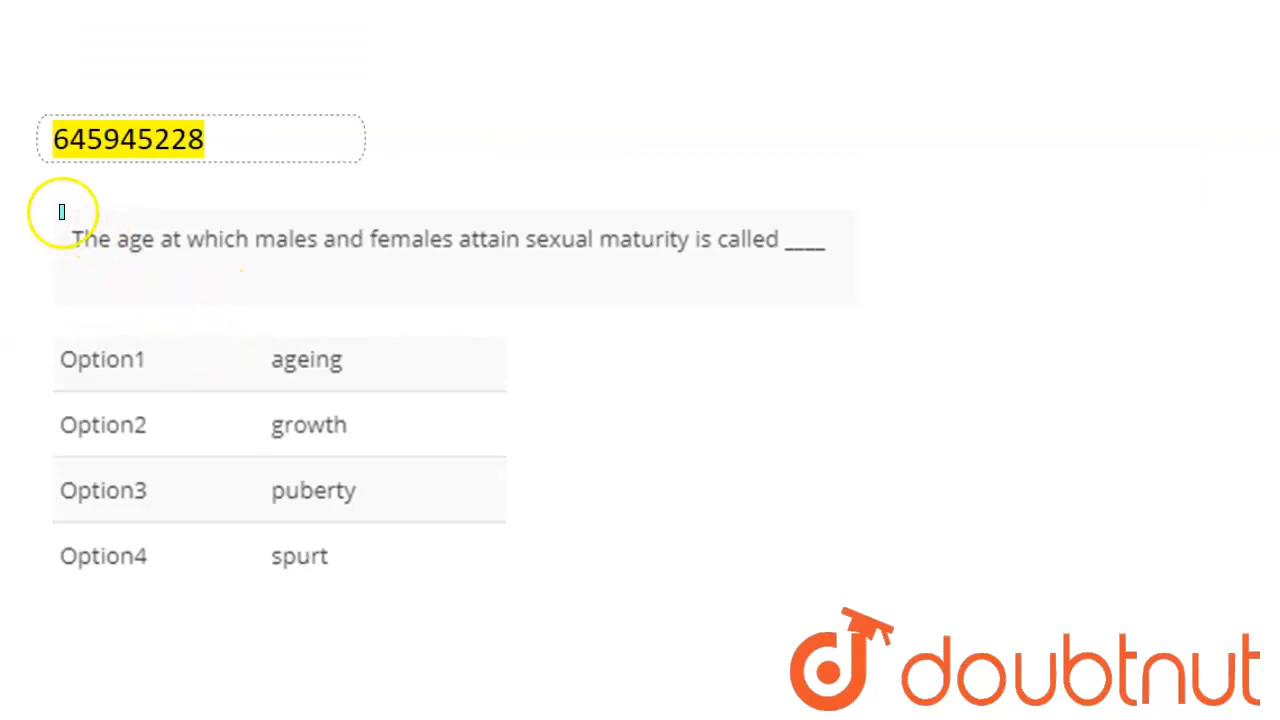 645945228
The age at which males and females attain sexual maturity is called ____
Option1 ageing
Option2 growth
Option3 puberty
Option4 spurt
doubtnut